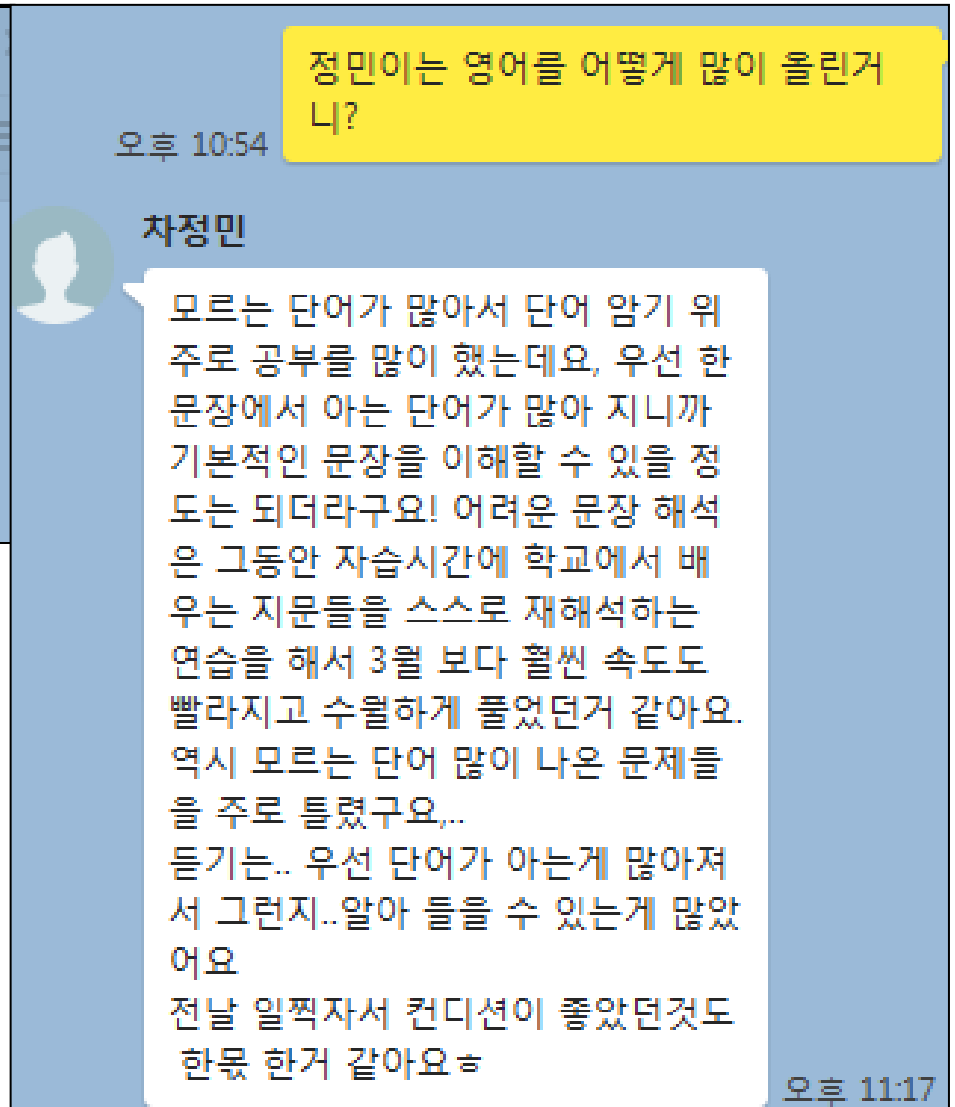 정민이는 영어를 어떻게 많이 올린거
니?
오후 10:54
차정민
모르는 단어가 많아서 단어 암기 위
주로 공부를 많이 했는데요, 우선 한
문장에서 아는 단어가 많아 지니까
기본적인 문장을 이해할 수 있을 정
도는 되더라구요! 어려운 문장 해석
은 그동안 자습시간에 학교에서 배
우는 지문들을 스스로 재해석하는
연습을 해서 3월 보다 훨씬 속도도
빨라지고 수월하게 풀었던거 같아요.
역시 모르는 단어 많이 나온 문제들
을 주로 틀렸구요,..
듣기는.. 우선 단어가 아는게 많아져
서 그런지..알아 들을 수 있는게 많았
어요
전날 일찍자서 컨디션이 좋았던것도
한몫 한거 같아요ㅎ
오후 11:17